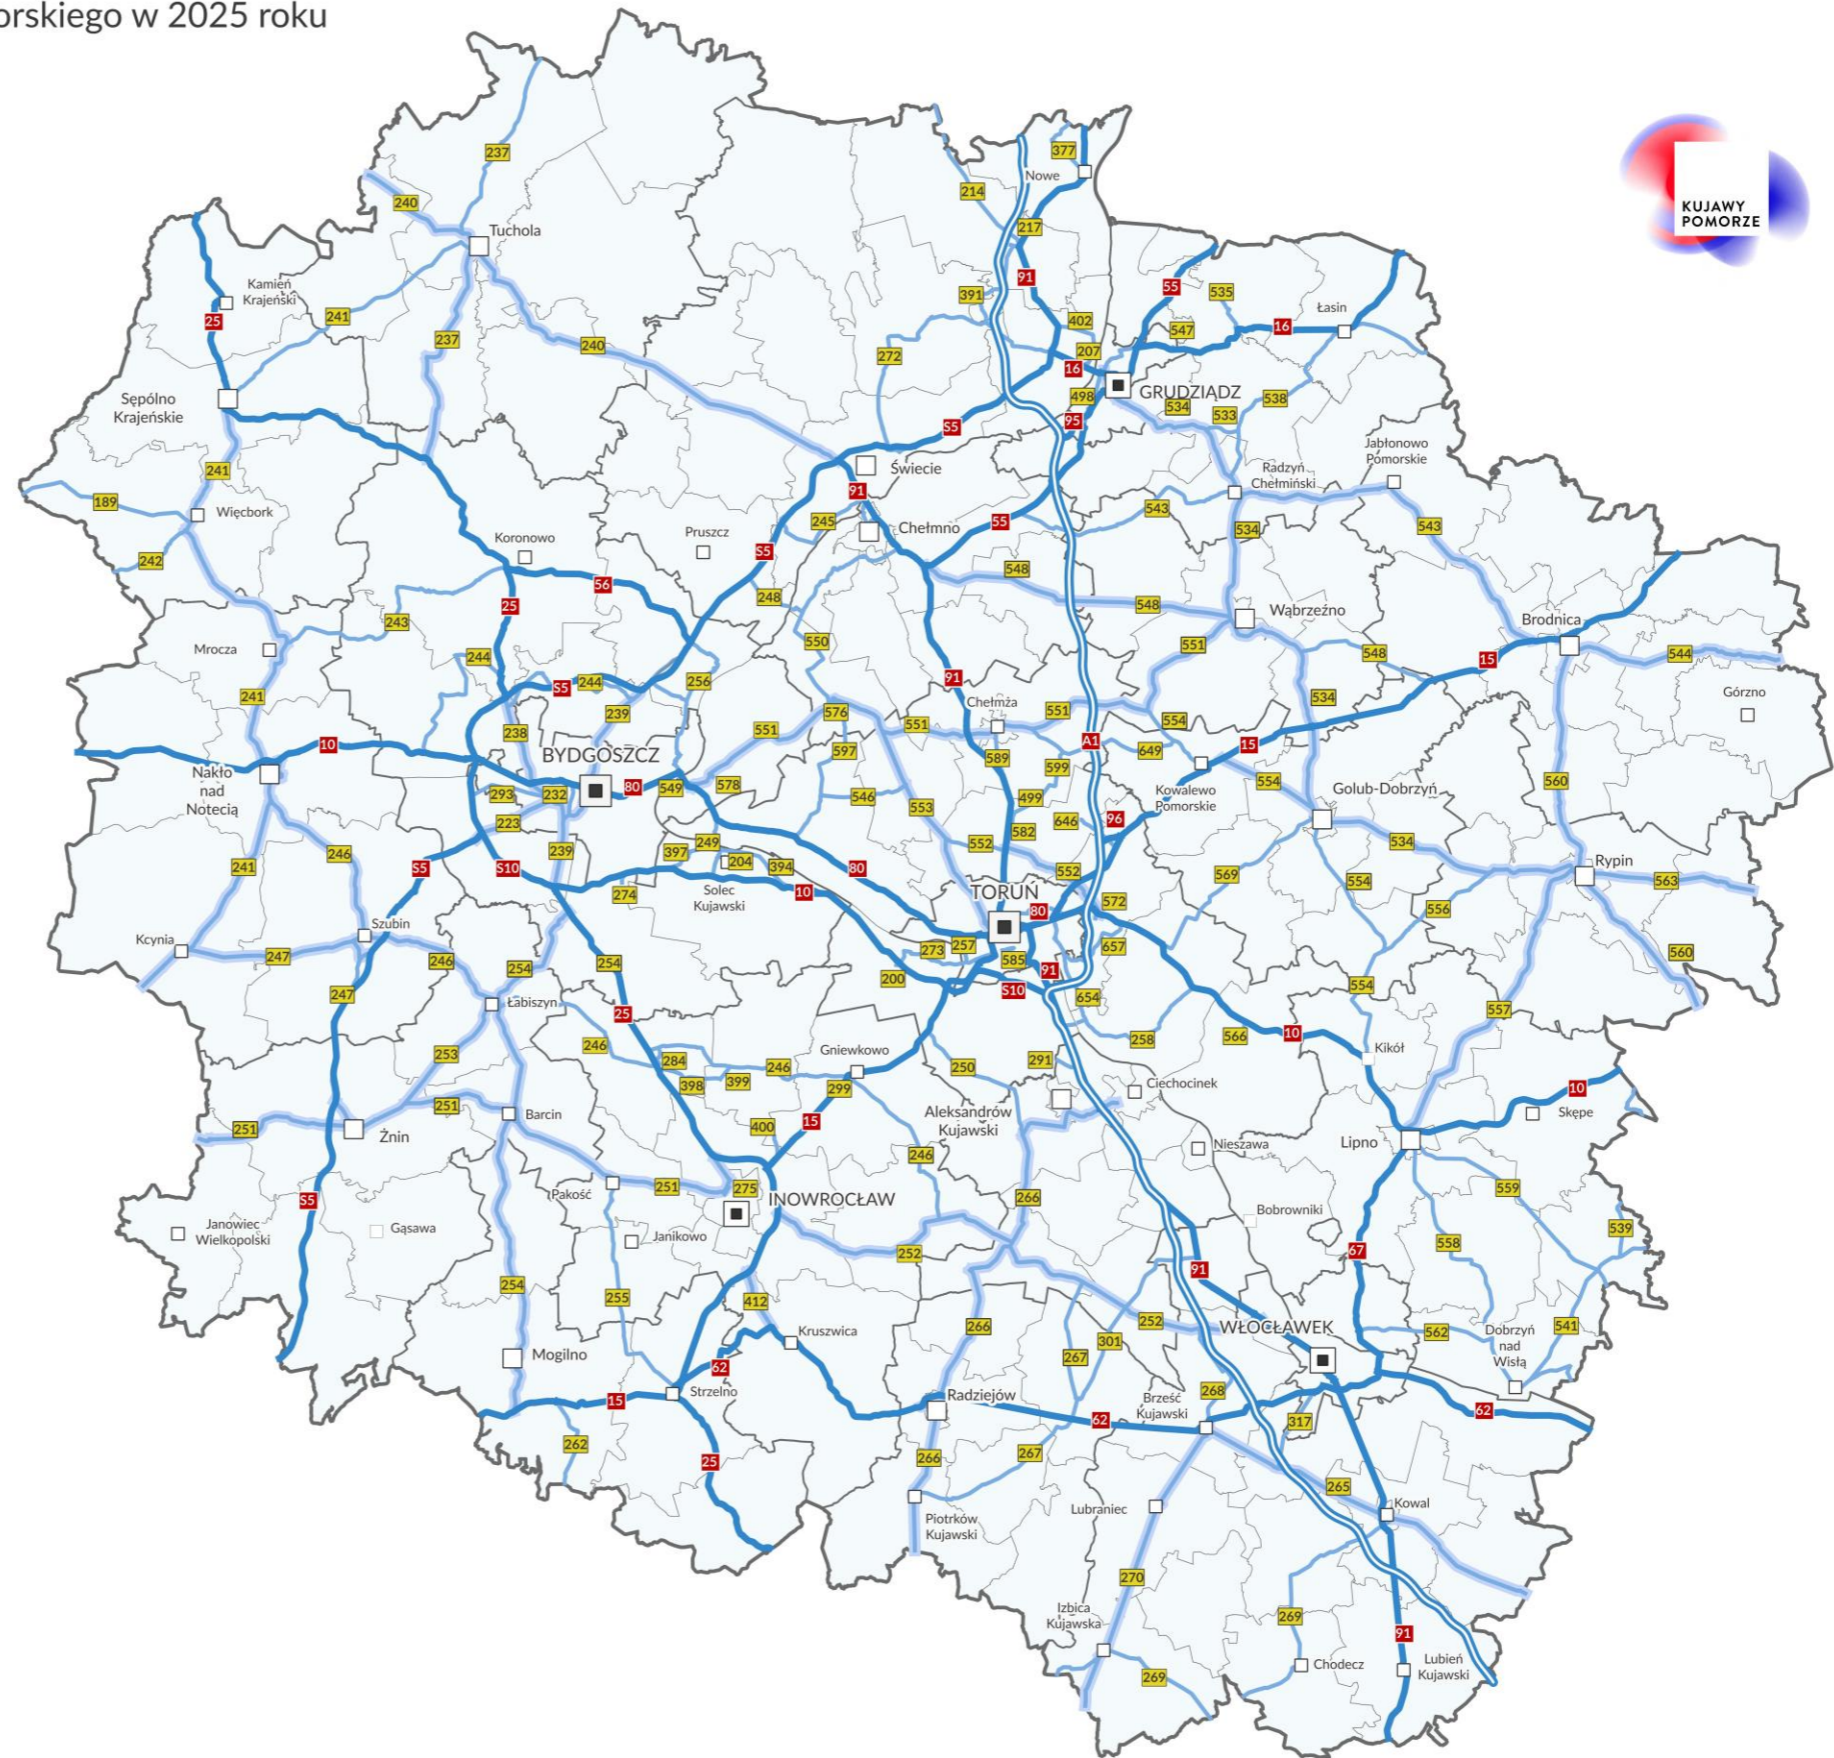 orskiego w 2025 roku
237
377
Nowe
214
240
KUJAWY
POMORZE
217
Tuchola
91
55
535
Kamień
Krajeński
391
Łasin
25
241
402
16
547
237
240
207
272
16
Sępólno
Krajeńskie
GRUDZIĄDZ
498
538
534
533
95
S5
Jabłonowo
Pomorskie
Świecie
241
Radzyń
Chełmiński
91
189
Więcbork
543
245
55
Chełmno
543
534
Koronowo
Pruszcz
S5
242
548
56
248
25
548
Wąbrzeźno
Brodnica
243
550
551
Mrocza
244
548
544
15
91
256
S5
244
241
534
Górzno
Chełmża
239
576
551
551
554
238
551
A1
10
15
BYDGOSZCZ
597
649
589
599
Nakło
nad
Notecią
80
549
578
554
560
Golub-Dobrzyń
293
232
546
499
Kowalewo
Pomorskie
553
223
646
96
582
249
552
534
239
397
246
204
394
Rypin
241
S5
S10
80
552
569
554
563
TORUŃ
10
Solec
Kujawski
274
572
556
80
Szubin
Kcynia
273
257
657
247
246
254
254
585
560
91
200
554
247
S10
654
Łabiszyn
557
25
10
566
258
246
Gniewkowo
Kikół
253
284
291
246
250
399
398
299
Ciechocinek
10
251
Barcin
Aleksandrów
Kujawski
Skępe
15
251
400
Żnin
Lipno
Nieszawa
246
251
275
559
Pakość
INOWROCŁAW
266
S5
Bobrowniki
Janowiec
Wielkopolski
Gąsawa
539
Janikowo
558
67
252
91
254
255
412
252
266
WŁOCŁAWEK
541
Kruszwica
562
Dobrzyń
nad
Wisłą
301
267
Mogilno
62
Strzelno
Radziejów
268
Brześć
Kujawski
15
62
62
317
262
267
266
25
265
Kowal
Lubraniec
Piotrków
Kujawski
270
Izbica
Kujawska
269
91
Chodecz
Lubień
Kujawski
269